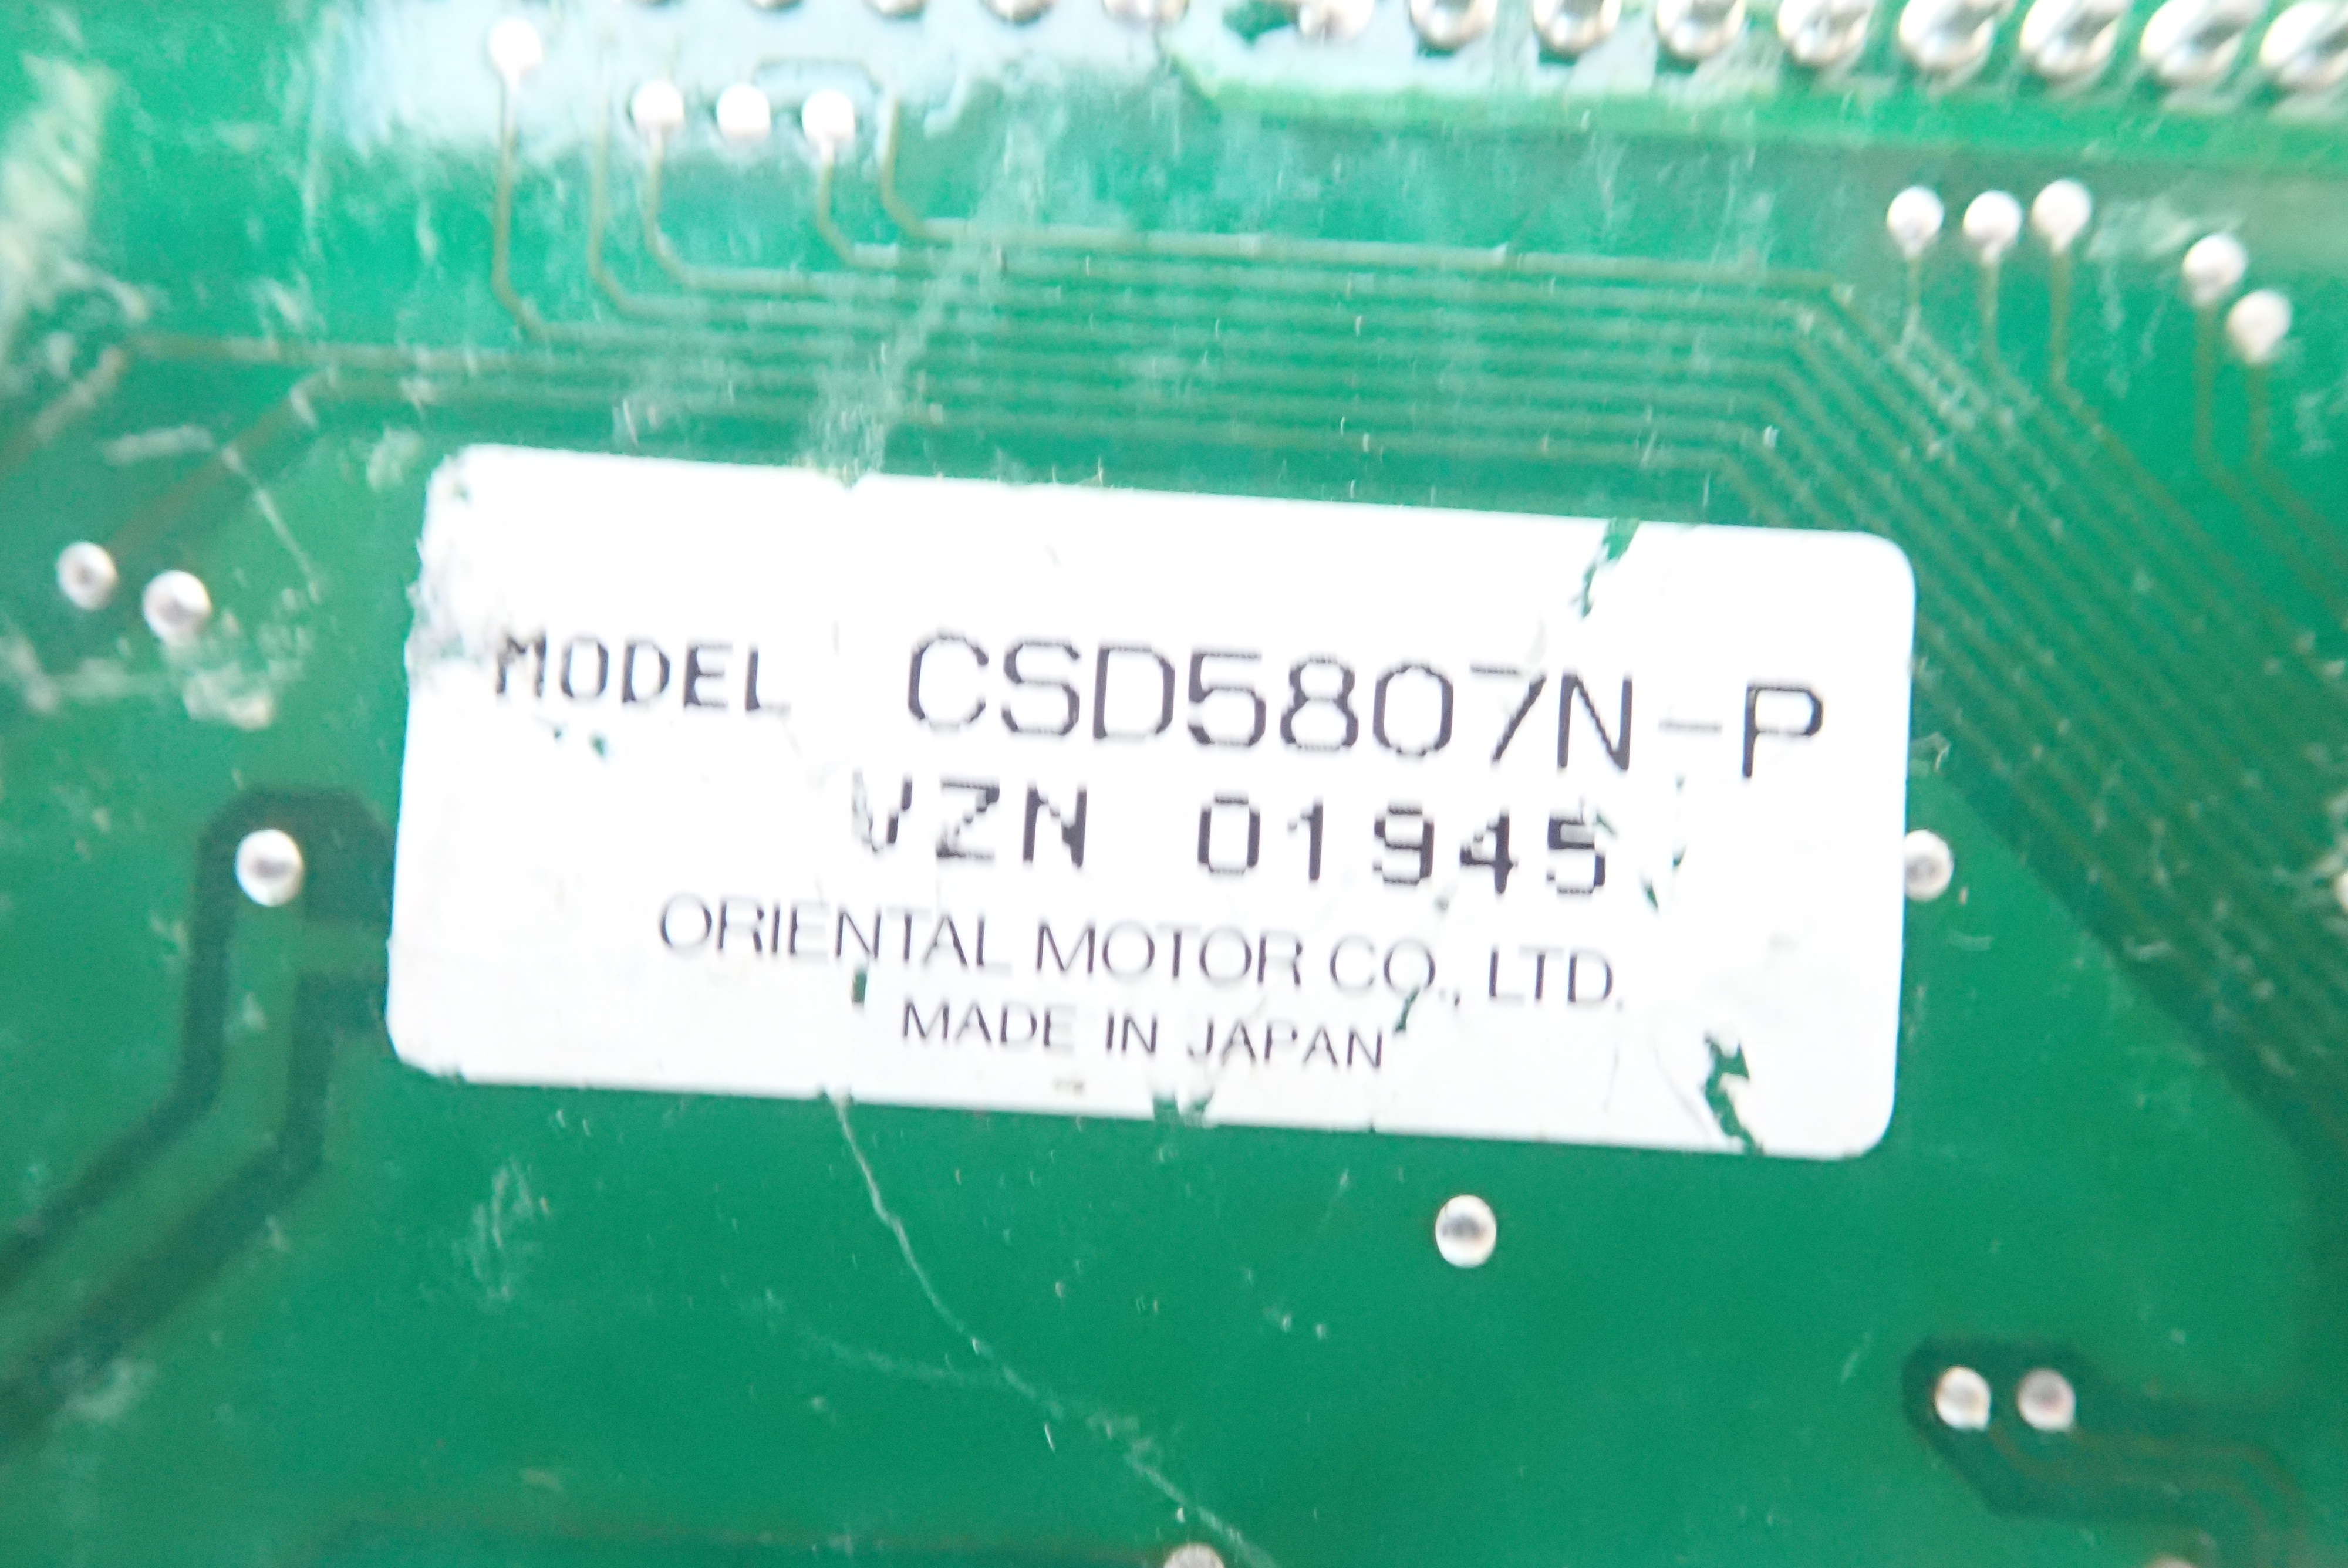 MODEL CSD5807N-P
VZN 01945
ORIENTAL MOTOR CO., LTD.
MADE IN JAPAN